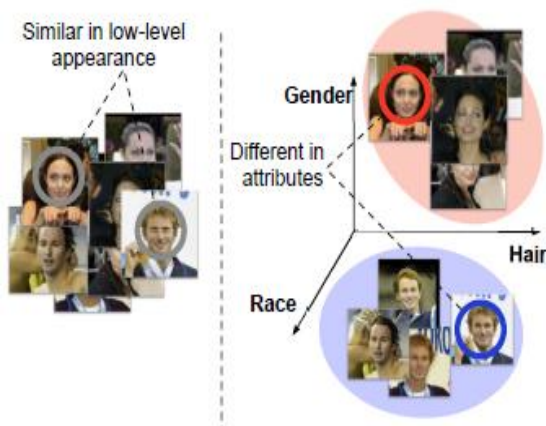 Similar in low-level
appearance
Gender
Different in
attributes
Hair
Race